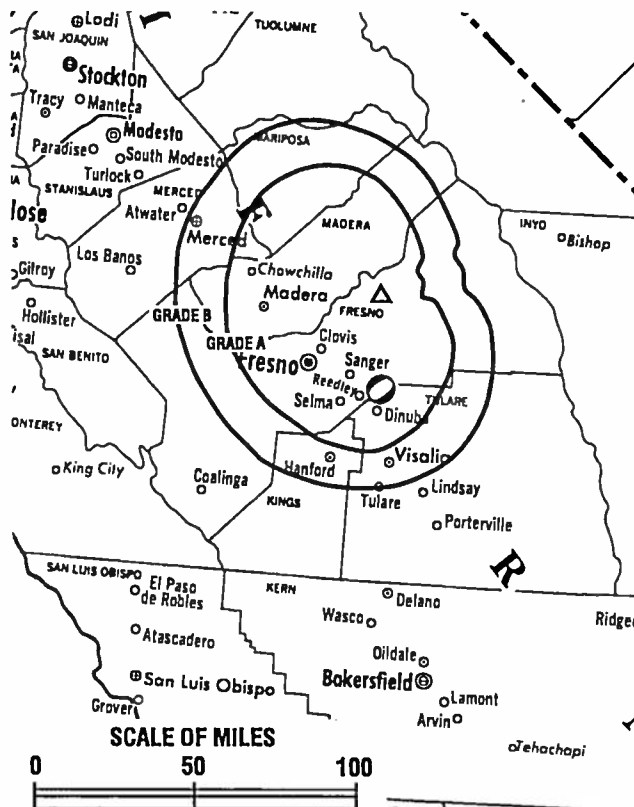 Lodi
SAN JOAQUIN
TUOLUMNE
Stockton
Tracy
Manteca
Modesto
Paradise
South Modesto
Turlock
STANISLAUS
MARIPOSA
MERCED
Atwater
Merced
MADERA
INYO
Bishop
Los Banos
Gilroy
Chowchilla
Madera
FRESNO
Hollister
GRADE B
GRADE A
Clovis
Fresno
Sanger
SAN BENITO
Reedley
Selma
Dinuba
TULARE
Hanford
Visalia
King City
Coalinga
KINGS
Tulare
Lindsay
Porterville
R
SAN LUIS OBISPO
El Paso
de Robles
KERN
Delano
Wasco
Atascadero
Oildale
San Luis Obispo
Bakersfield
Grover
Lamont
Arvin
Tehachapi
SCALE OF MILES
0 50 100